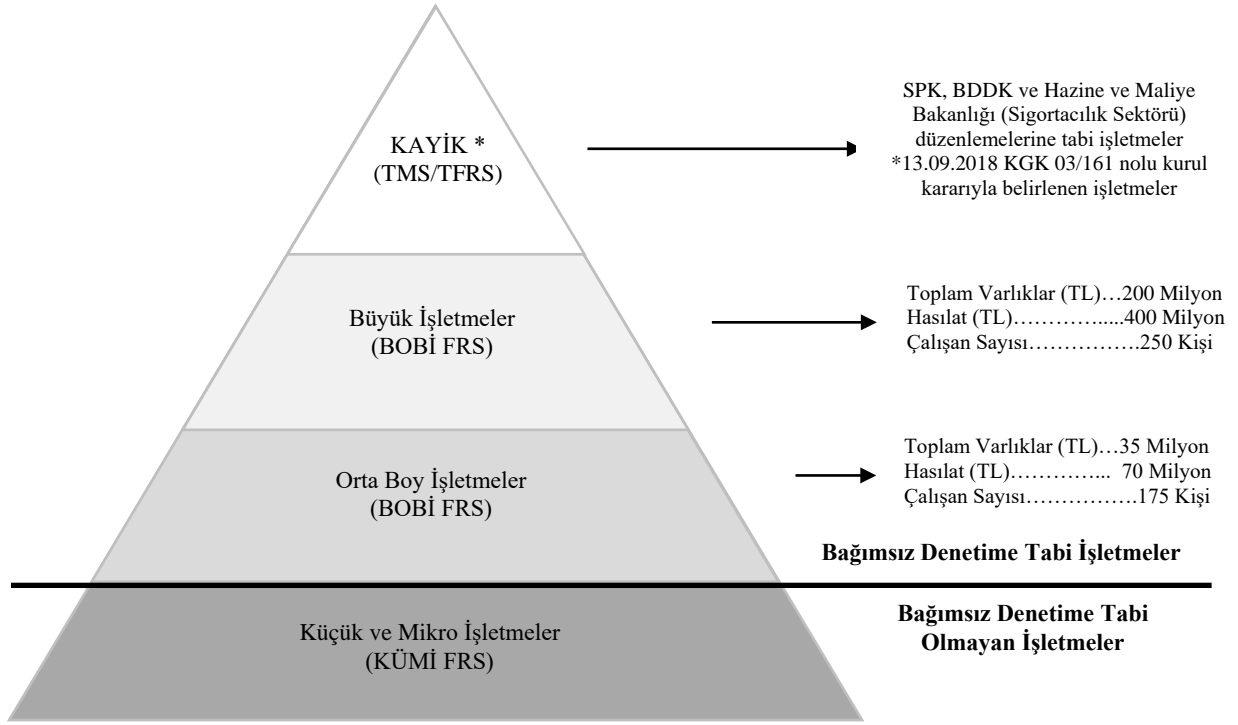 KAYİK *
(TMS/TFRS)
SPK, BDDK ve Hazine ve Maliye
Bakanlığı (Sigortacılık Sektörü)
düzenlemelerine tabi işletmeler
*13.09.2018 KGK 03/161 nolu kurul
kararıyla belirlenen işletmeler
Büyük İşletmeler
(BOBİ FRS)
Toplam Varlıklar (TL)…200 Milyon
Hasılat (TL)………….....400 Milyon
Çalışan Sayısı…………….250 Kişi
Orta Boy İşletmeler
(BOBİ FRS)
Toplam Varlıklar (TL)…35 Milyon
Hasılat (TL)…………... 70 Milyon
Çalışan Sayısı…………….175 Kişi
Bağımsız Denetime Tabi İşletmeler
Bağımsız Denetime Tabi
Olmayan İşletmeler
Küçük ve Mikro İşletmeler
(KÜMİ FRS)